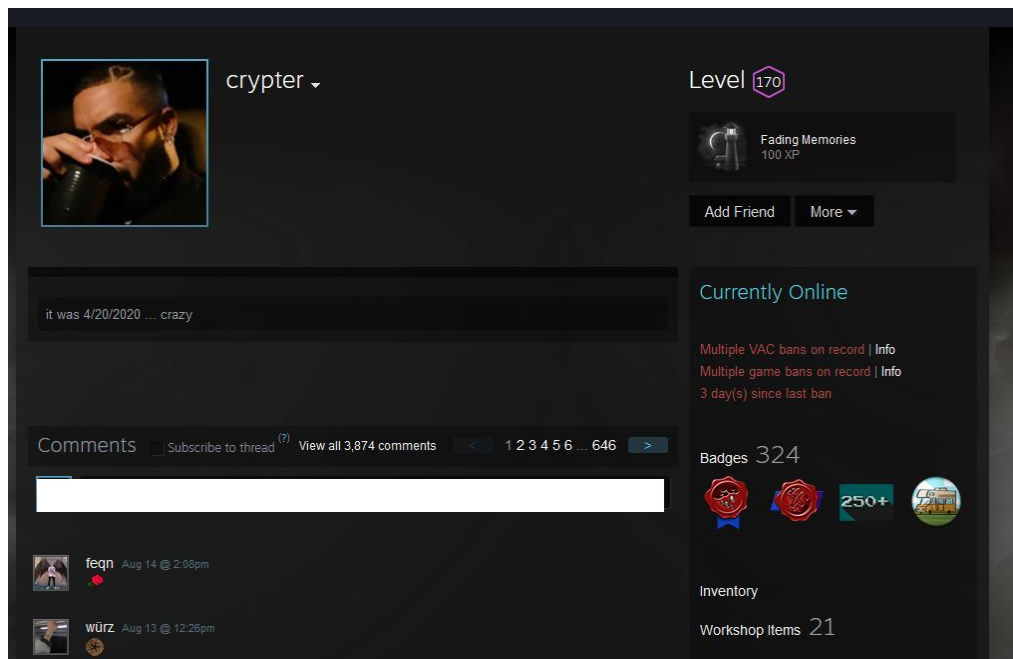 crypter
Level 170
Fading Memories
100 XP
Add Friend
More
it was 4/20/2020 ... crazy
Currently Online
Multiple VAC bans on record | Info
Multiple game bans on record | Info
3 day(s) since last ban
Comments
Subscribe to thread (?)
View all 3,874 comments
< 1 2 3 4 5 6 ... 646 >
Badges 324
250+
feqn Aug 14 @ 2:08pm
würz Aug 13 @ 12:26pm
Inventory
Workshop Items 21